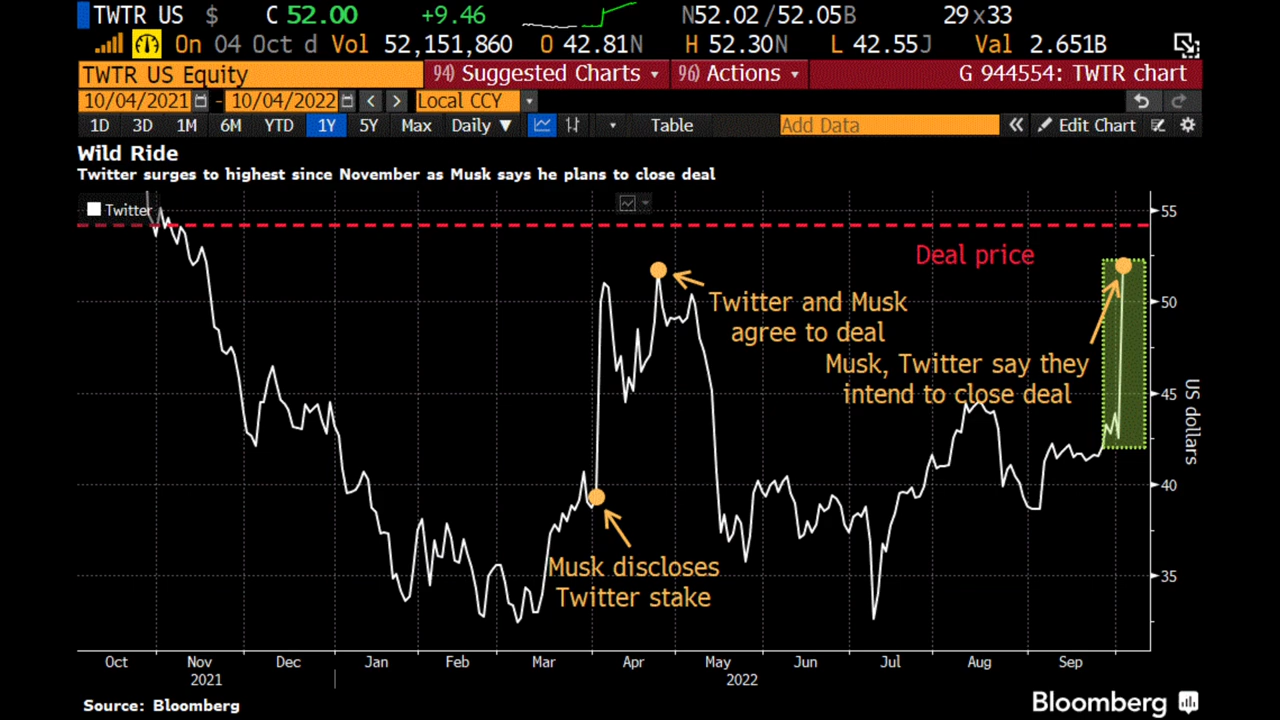 TWTR US $ C 52.00 +9.46 N52.02/52.05B 29x33
On 04 Oct d Vol 52,151,860 O 42.81N H 52.30N L 42.55J Val 2.651B
TWTR US Equity 94) Suggested Charts 96) Actions G 944554: TWTR chart
10/04/2021 - 10/04/2022 < > Local CCY
1D 3D 1M 6M YTD 1Y 5Y Max Daily ▼ Table Add Data « Edit Chart
Wild Ride
Twitter surges to highest since November as Musk says he plans to close deal
Twitter
55
Deal price
50
Twitter and Musk
agree to deal
Musk, Twitter say they
intend to close deal
45
US dollars
40
Musk discloses
Twitter stake
35
Oct Nov Dec Jan Feb Mar Apr May Jun Jul Aug Sep
2021 2022
Source: Bloomberg
Bloomberg